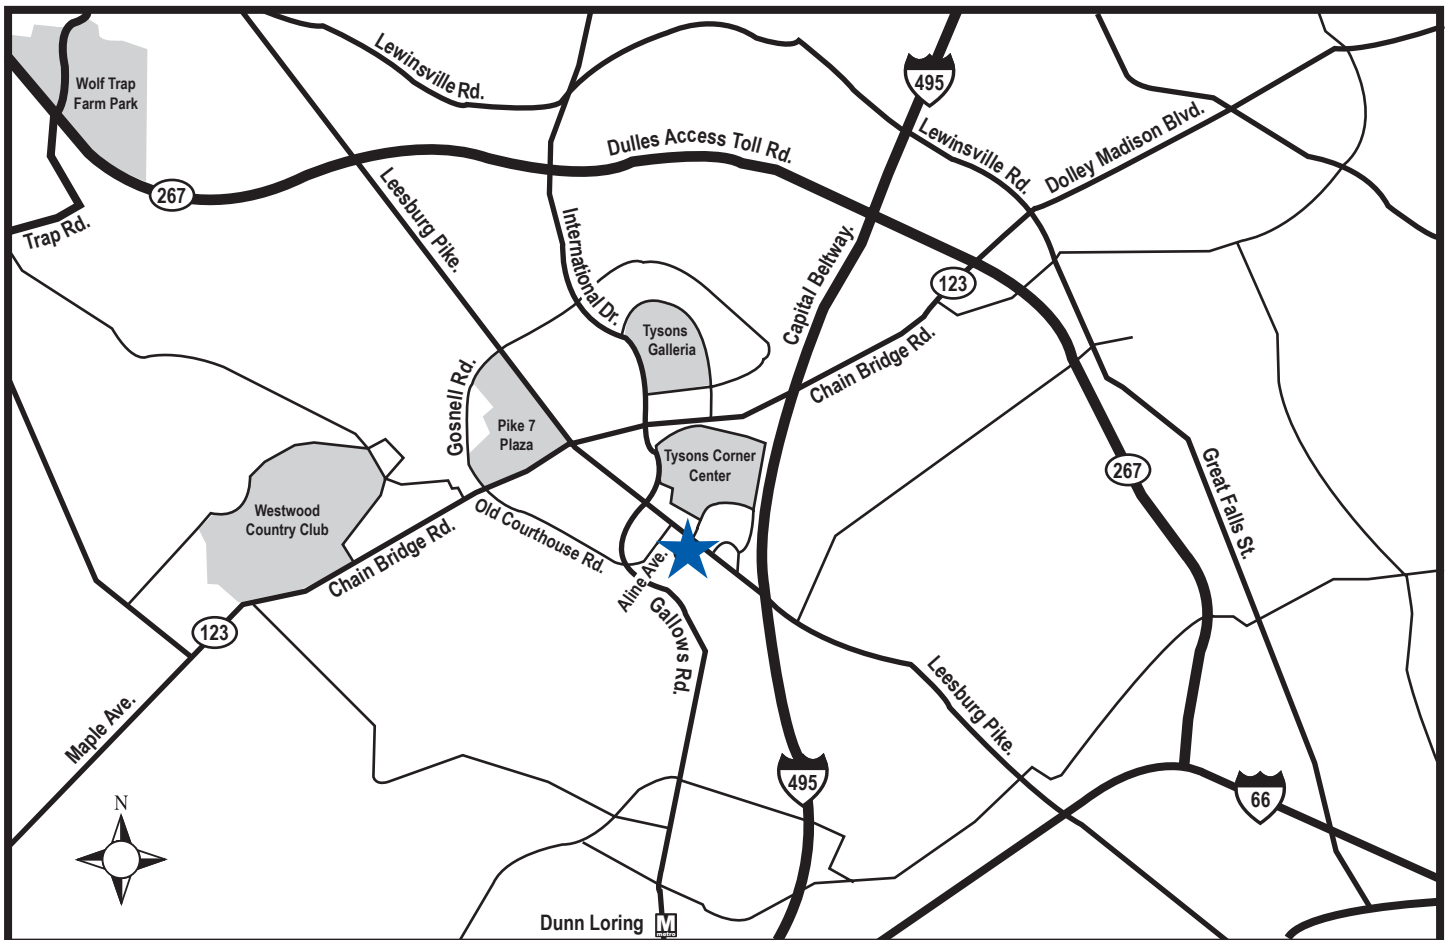 Lewinsville Rd.
495
Wolf Trap
Farm Park
Dulles Access Toll Rd.
Lewinsville Rd.
Dolley Madison Blvd.
267
Leesburg Pike.
Trap Rd.
International Dr.
Capital Beltway.
123
Tysons
Galleria
Chain Bridge Rd.
Gosnell Rd.
Pike 7
Plaza
Tysons Corner
Center
267
Great Falls St.
Westwood
Country Club
Old Courthouse Rd.
Chain Bridge Rd.
Aline Ave.
Gallows Rd.
123
Leesburg Pike.
Maple Ave.
495
66
N
Dunn Loring
M
metro